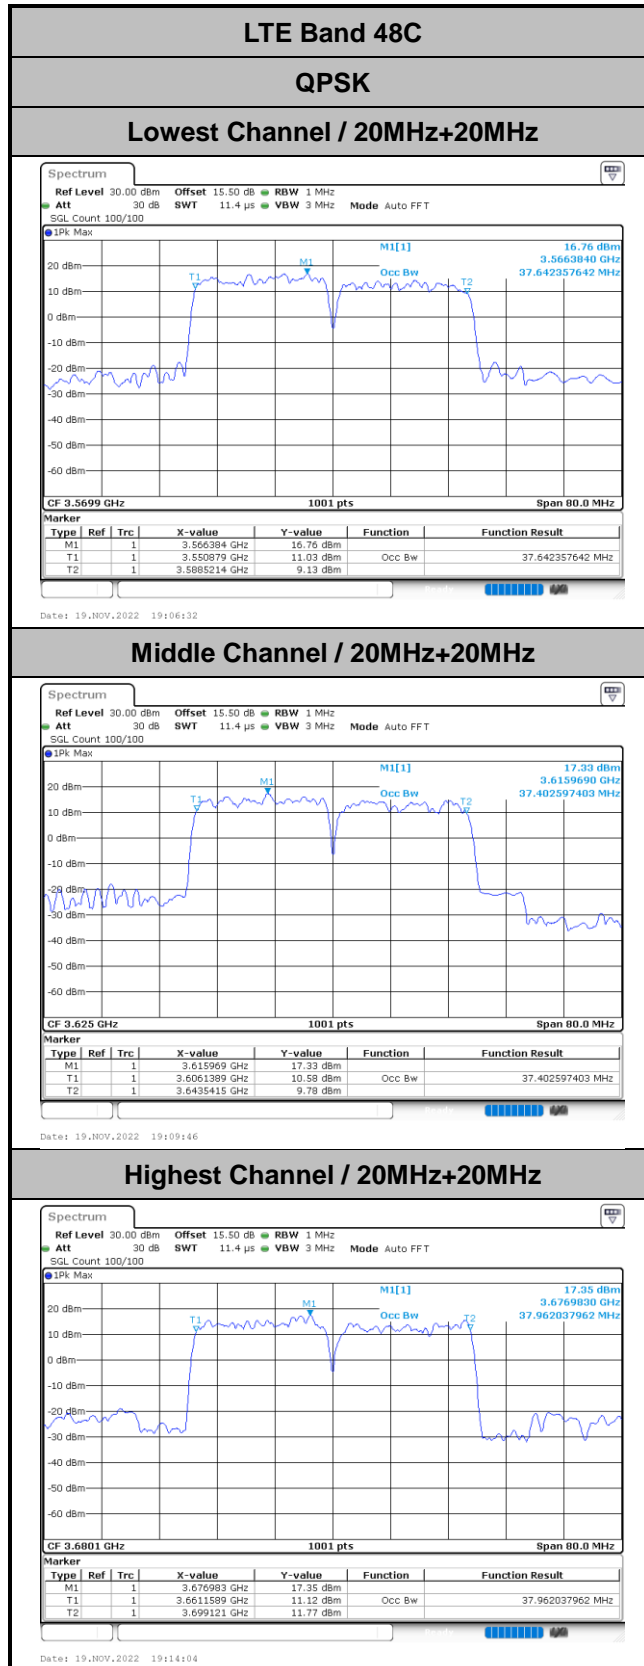 LTE Band 48C
QPSK
Lowest Channel / 20MHz+20MHz
Spectrum
Ref Level 30.00 dBm Offset 15.50 dB RBW 1 MHz
Att 30 dB SWT 11.4 µs VBW 3 MHz Mode Auto FFT
SGL Count 100/100
1Pk Max
M1[1] 16.76 dBm
3.5663840 GHz
Occ Bw 37.642357642 MHz
T1 M1 T2
20 dBm
10 dBm
0 dBm
-10 dBm
-20 dBm
-30 dBm
-40 dBm
-50 dBm
-60 dBm
CF 3.5699 GHz 1001 pts Span 80.0 MHz
Marker
Type Ref Trc X-value Y-value Function Function Result
M1 1 3.566384 GHz 16.76 dBm
T1 1 3.550879 GHz 11.03 dBm Occ Bw 37.642357642 MHz
T2 1 3.5885214 GHz 9.13 dBm
Date: 19.NOV.2022 19:06:32
Middle Channel / 20MHz+20MHz
Spectrum
Ref Level 30.00 dBm Offset 15.50 dB RBW 1 MHz
Att 30 dB SWT 11.4 µs VBW 3 MHz Mode Auto FFT
SGL Count 100/100
1Pk Max
M1[1] 17.33 dBm
3.6159690 GHz
Occ Bw 37.402597403 MHz
T1 M1 T2
20 dBm
10 dBm
0 dBm
-10 dBm
-20 dBm
-30 dBm
-40 dBm
-50 dBm
-60 dBm
CF 3.625 GHz 1001 pts Span 80.0 MHz
Marker
Type Ref Trc X-value Y-value Function Function Result
M1 1 3.615969 GHz 17.33 dBm
T1 1 3.6061389 GHz 10.58 dBm Occ Bw 37.402597403 MHz
T2 1 3.6435415 GHz 9.78 dBm
Date: 19.NOV.2022 19:09:46
Highest Channel / 20MHz+20MHz
Spectrum
Ref Level 30.00 dBm Offset 15.50 dB RBW 1 MHz
Att 30 dB SWT 11.4 µs VBW 3 MHz Mode Auto FFT
SGL Count 100/100
1Pk Max
M1[1] 17.35 dBm
3.6769830 GHz
Occ Bw 37.962037962 MHz
T1 M1 T2
20 dBm
10 dBm
0 dBm
-10 dBm
-20 dBm
-30 dBm
-40 dBm
-50 dBm
-60 dBm
CF 3.6801 GHz 1001 pts Span 80.0 MHz
Marker
Type Ref Trc X-value Y-value Function Function Result
M1 1 3.676983 GHz 17.35 dBm
T1 1 3.6611589 GHz 11.12 dBm Occ Bw 37.962037962 MHz
T2 1 3.699121 GHz 11.77 dBm
Date: 19.NOV.2022 19:14:04